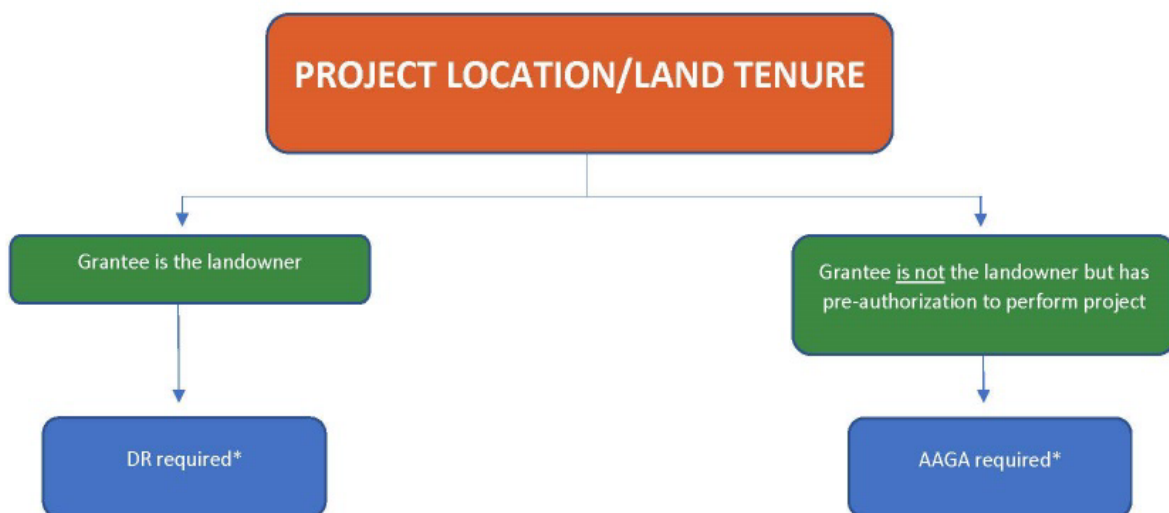 PROJECT LOCATION/LAND TENURE
Grantee is the landowner
Grantee is not the landowner but has
pre-authorization to perform project
DR required*
AAGA required*